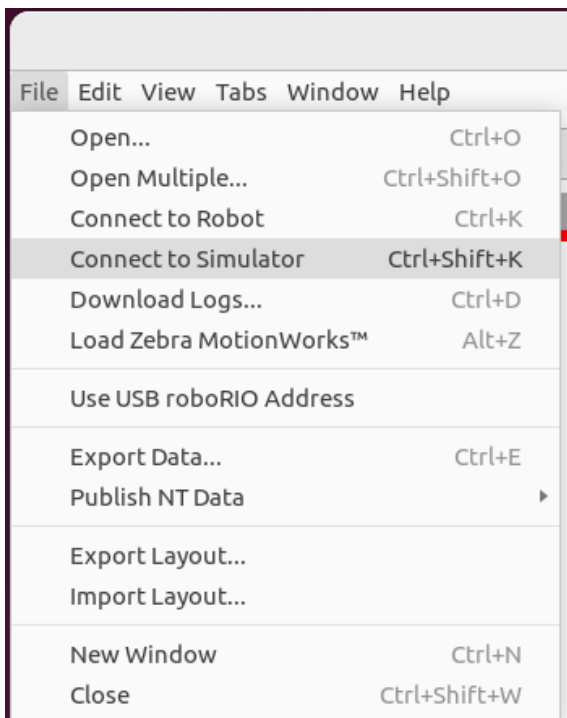 File Edit View Tabs Window Help
Open... Ctrl+O
Open Multiple... Ctrl+Shift+O
Connect to Robot Ctrl+K
Connect to Simulator Ctrl+Shift+K
Download Logs... Ctrl+D
Load Zebra MotionWorks™ Alt+Z
Use USB roboRIO Address
Export Data... Ctrl+E
Publish NT Data
Export Layout...
Import Layout...
New Window Ctrl+N
Close Ctrl+Shift+W